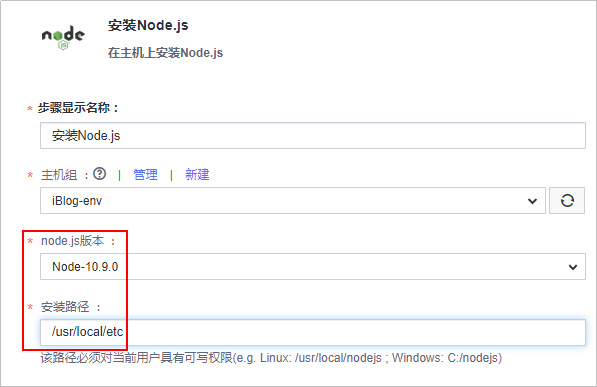 node
JS
安装Node.js
在主机上安装Node.js
* 步骤显示名称：
安装Node.js
* 主机组 ：? | 管理 | 新建
iBlog-env
* node.js版本 ：
Node-10.9.0
* 安装路径 ：
/usr/local/etc
该路径必须对当前用户具有可写权限(e.g. Linux: /usr/local/nodejs ; Windows: C:/nodejs)